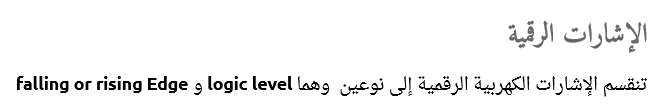 الإشارات الرقمية
تنقسم الإشارات الكهربية الرقمية إلى نوعين وهما logic level و falling or rising Edge